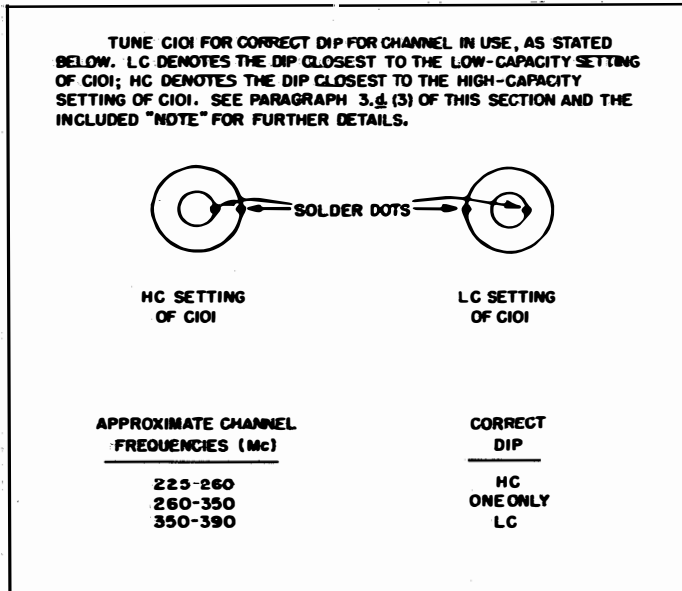 TUNE C101 FOR CORRECT DIP FOR CHANNEL IN USE, AS STATED
BELOW. LC DENOTES THE DIP CLOSEST TO THE LOW-CAPACITY SETTING
OF C101; HC DENOTES THE DIP CLOSEST TO THE HIGH-CAPACITY
SETTING OF C101. SEE PARAGRAPH 3.d (3) OF THIS SECTION AND THE
INCLUDED "NOTE" FOR FURTHER DETAILS.
SOLDER DOTS
HC SETTING
OF C101
LC SETTING
OF C101
APPROXIMATE CHANNEL
FREQUENCIES (Mc)
CORRECT
DIP
225-260 HC
260-350 ONE ONLY
350-390 LC